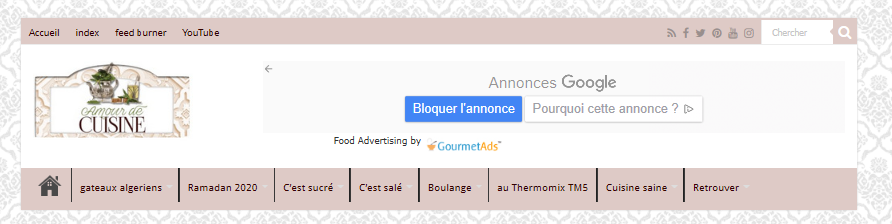 Accueil index feed burner YouTube Chercher
Amour de
CUISINE
Annonces Google
Bloquer l'annonce Pourquoi cette annonce ?
Food Advertising by GourmetAds
gateaux algeriens Ramadan 2020 C'est sucré C'est salé Boulange au Thermomix TM5 Cuisine saine Retrouver